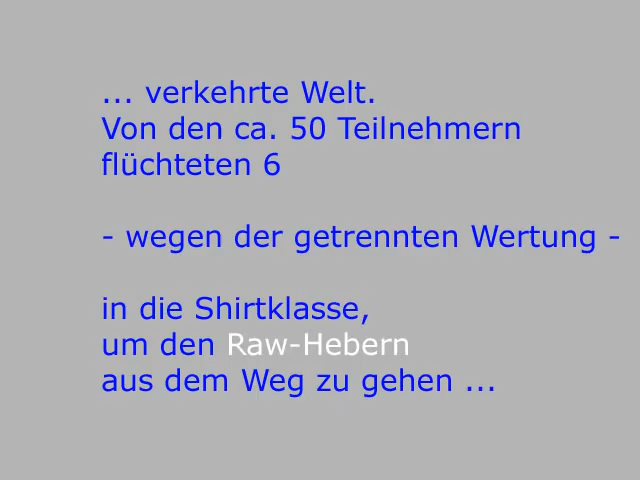 ... verkehrte Welt.
Von den ca. 50 Teilnehmern
flüchteten 6
- wegen der getrennten Wertung -
in die Shirtklasse,
um den Raw-Hebern
aus dem Weg zu gehen ...